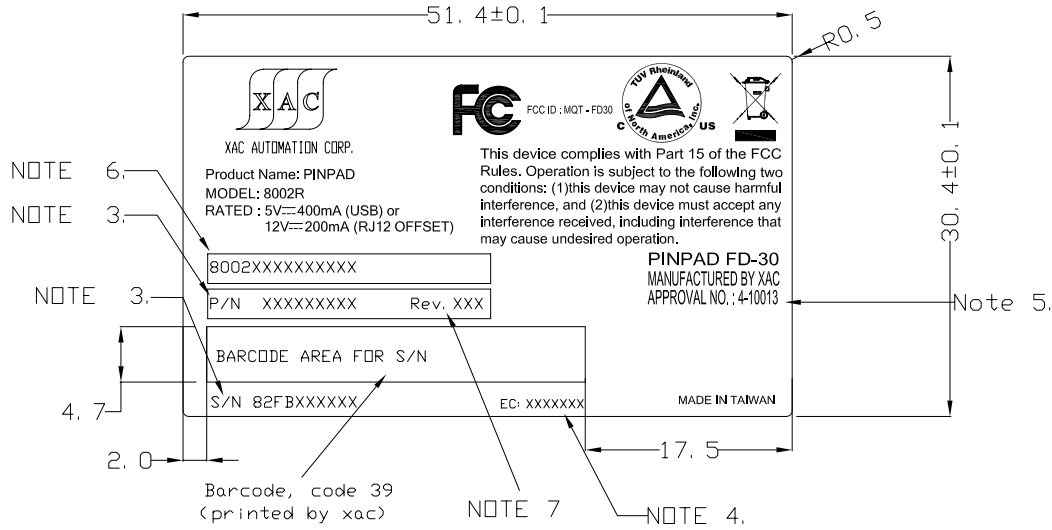 51. 4±0. 1
R0. 5
XAC
XAC AUTOMATION CORP.
FC
FCC ID : MQT - FD30
TUV Rheinland
of North America, Inc.
C US
30. 4±0. 1
This device complies with Part 15 of the FCC
Rules. Operation is subject to the following two
conditions: (1)this device may not cause harmful
interference, and (2)this device must accept any
interference received, including interference that
may cause undesired operation.
Product Name: PINPAD
MODEL: 8002R
RATED : 5V⎓400mA (USB) or
12V⎓200mA (RJ12 OFFSET)
NOTE 6.
NOTE 3.
NOTE 3.
8002XXXXXXXXXX
P/N XXXXXXXXX Rev. XXX
PINPAD FD-30
MANUFACTURED BY XAC
APPROVAL NO. : 4-10013
Note 5.
BARCODE AREA FOR S/N
4. 7
S/N 82FBXXXXXX
EC: XXXXXXX
MADE IN TAIWAN
2. 0
17. 5
Barcode, code 39
(printed by xac)
NOTE 7
NOTE 4.